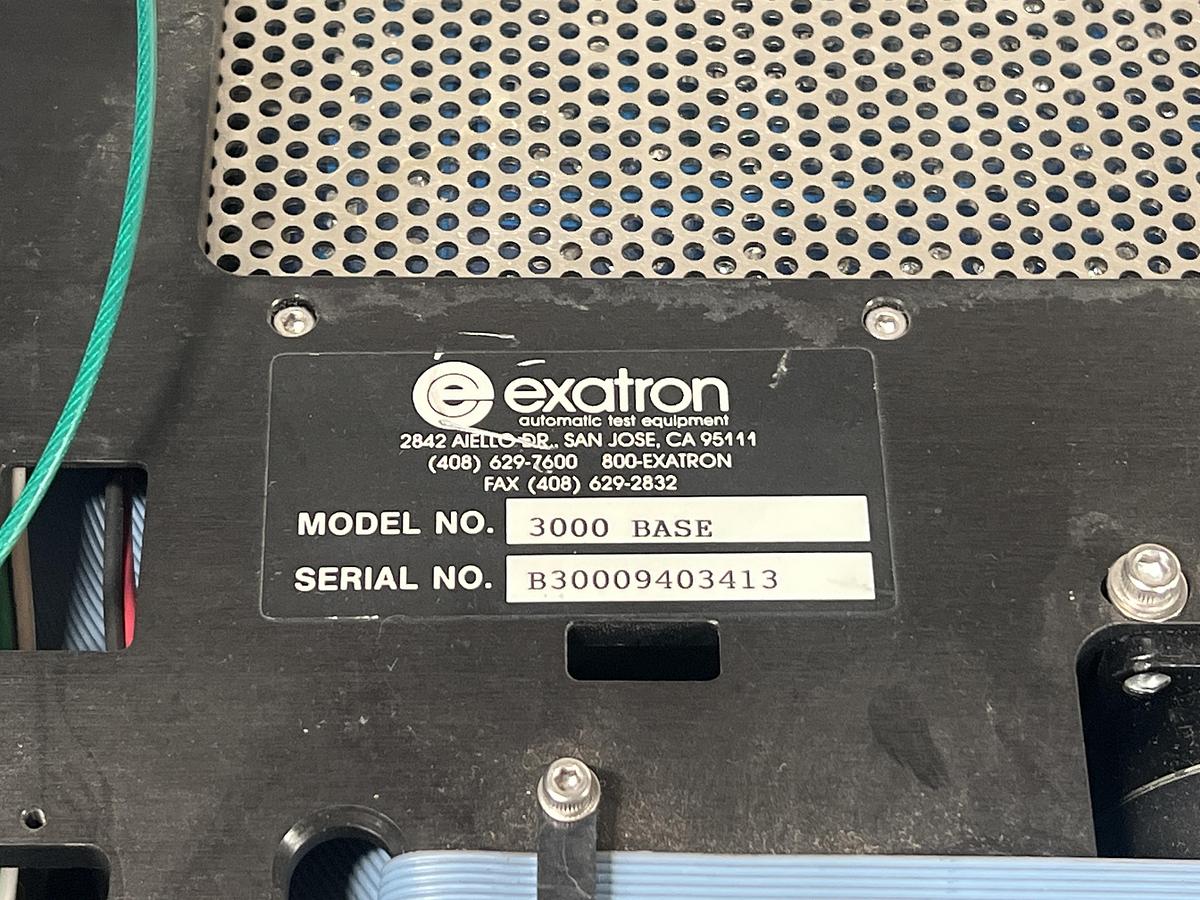 e exatron
automatic test equipment
2842 AIELLO DR., SAN JOSE, CA 95111
(408) 629-7600 800-EXATRON
FAX (408) 629-2832
MODEL NO. 3000 BASE
SERIAL NO. B30009403413